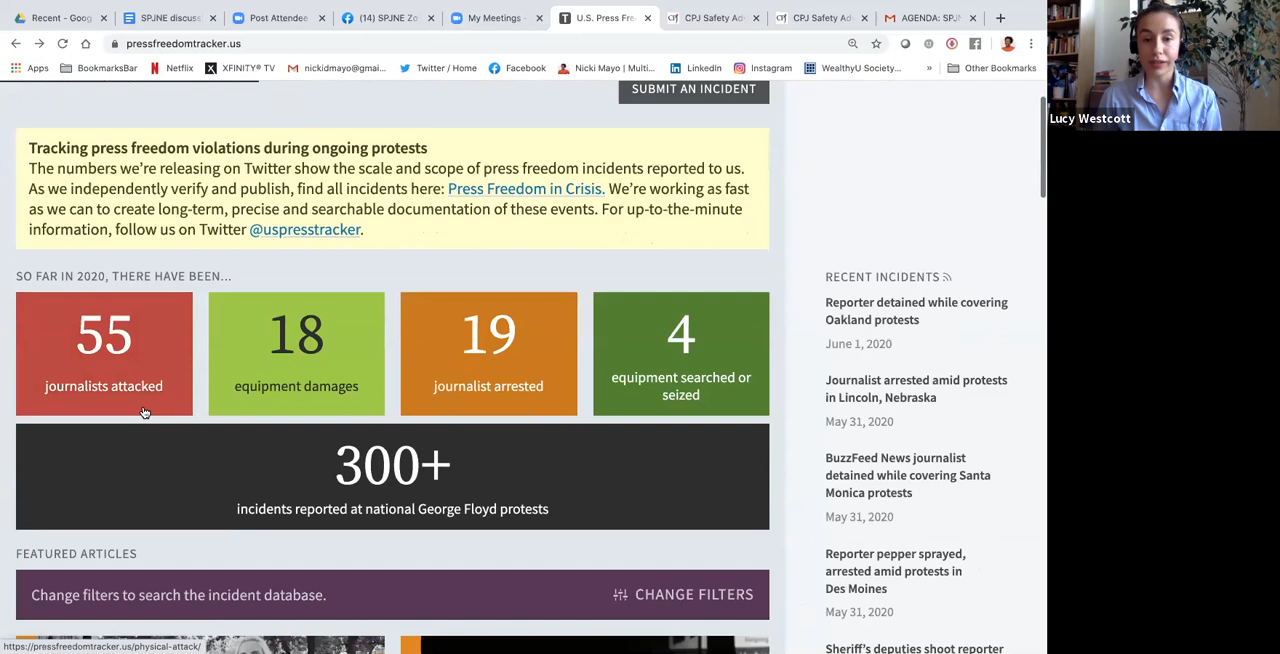 Recent - Goog
SPJNE discuss
Post Attendee
(14) SPJNE Zo
My Meetings -
U.S. Press Fre
CPJ Safety Ad
CPJ Safety Ad
AGENDA: SPJN
pressfreedomtracker.us
Apps
BookmarksBar
Netflix
XFINITY® TV
nickidmayo@gmai...
Twitter / Home
Facebook
Nicki Mayo | Multi...
LinkedIn
Instagram
WealthyU Society...
»
Other Bookmarks
SUBMIT AN INCIDENT
Tracking press freedom violations during ongoing protests
The numbers we're releasing on Twitter show the scale and scope of press freedom incidents reported to us.
As we independently verify and publish, find all incidents here: Press Freedom in Crisis. We're working as fast
as we can to create long-term, precise and searchable documentation of these events. For up-to-the-minute
information, follow us on Twitter @uspresstracker.
SO FAR IN 2020, THERE HAVE BEEN...
55
journalists attacked
18
equipment damages
19
journalist arrested
4
equipment searched or
seized
300+
incidents reported at national George Floyd protests
FEATURED ARTICLES
Change filters to search the incident database.
CHANGE FILTERS
https://pressfreedomtracker.us/physical-attack/
RECENT INCIDENTS
Reporter detained while covering
Oakland protests
June 1, 2020
Journalist arrested amid protests
in Lincoln, Nebraska
May 31, 2020
BuzzFeed News journalist
detained while covering Santa
Monica protests
May 31, 2020
Reporter pepper sprayed,
arrested amid protests in
Des Moines
May 31, 2020
Sheriff's deputies shoot reporter
Lucy Westcott